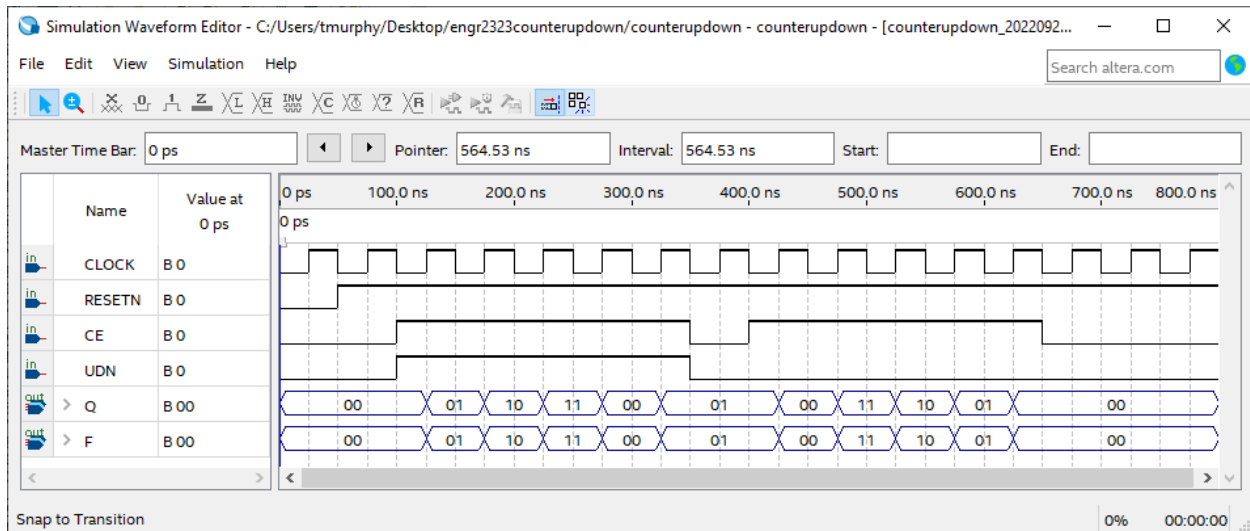 Simulation Waveform Editor - C:/Users/tmurphy/Desktop/engr2323counterupdown/counterupdown - counterupdown - [counterupdown_2022092...
File Edit View Simulation Help
Search altera.com
Master Time Bar: 0 ps Pointer: 564.53 ns Interval: 564.53 ns Start: End:
Name Value at 0 ps
0 ps 100.0 ns 200.0 ns 300.0 ns 400.0 ns 500.0 ns 600.0 ns 700.0 ns 800.0 ns
0 ps
in CLOCK B 0
in RESETN B 0
in CE B 0
in UDN B 0
out > Q B 00 00 01 10 11 00 01 00 11 10 01 00
out > F B 00 00 01 10 11 00 01 00 11 10 01 00
Snap to Transition 0% 00:00:00